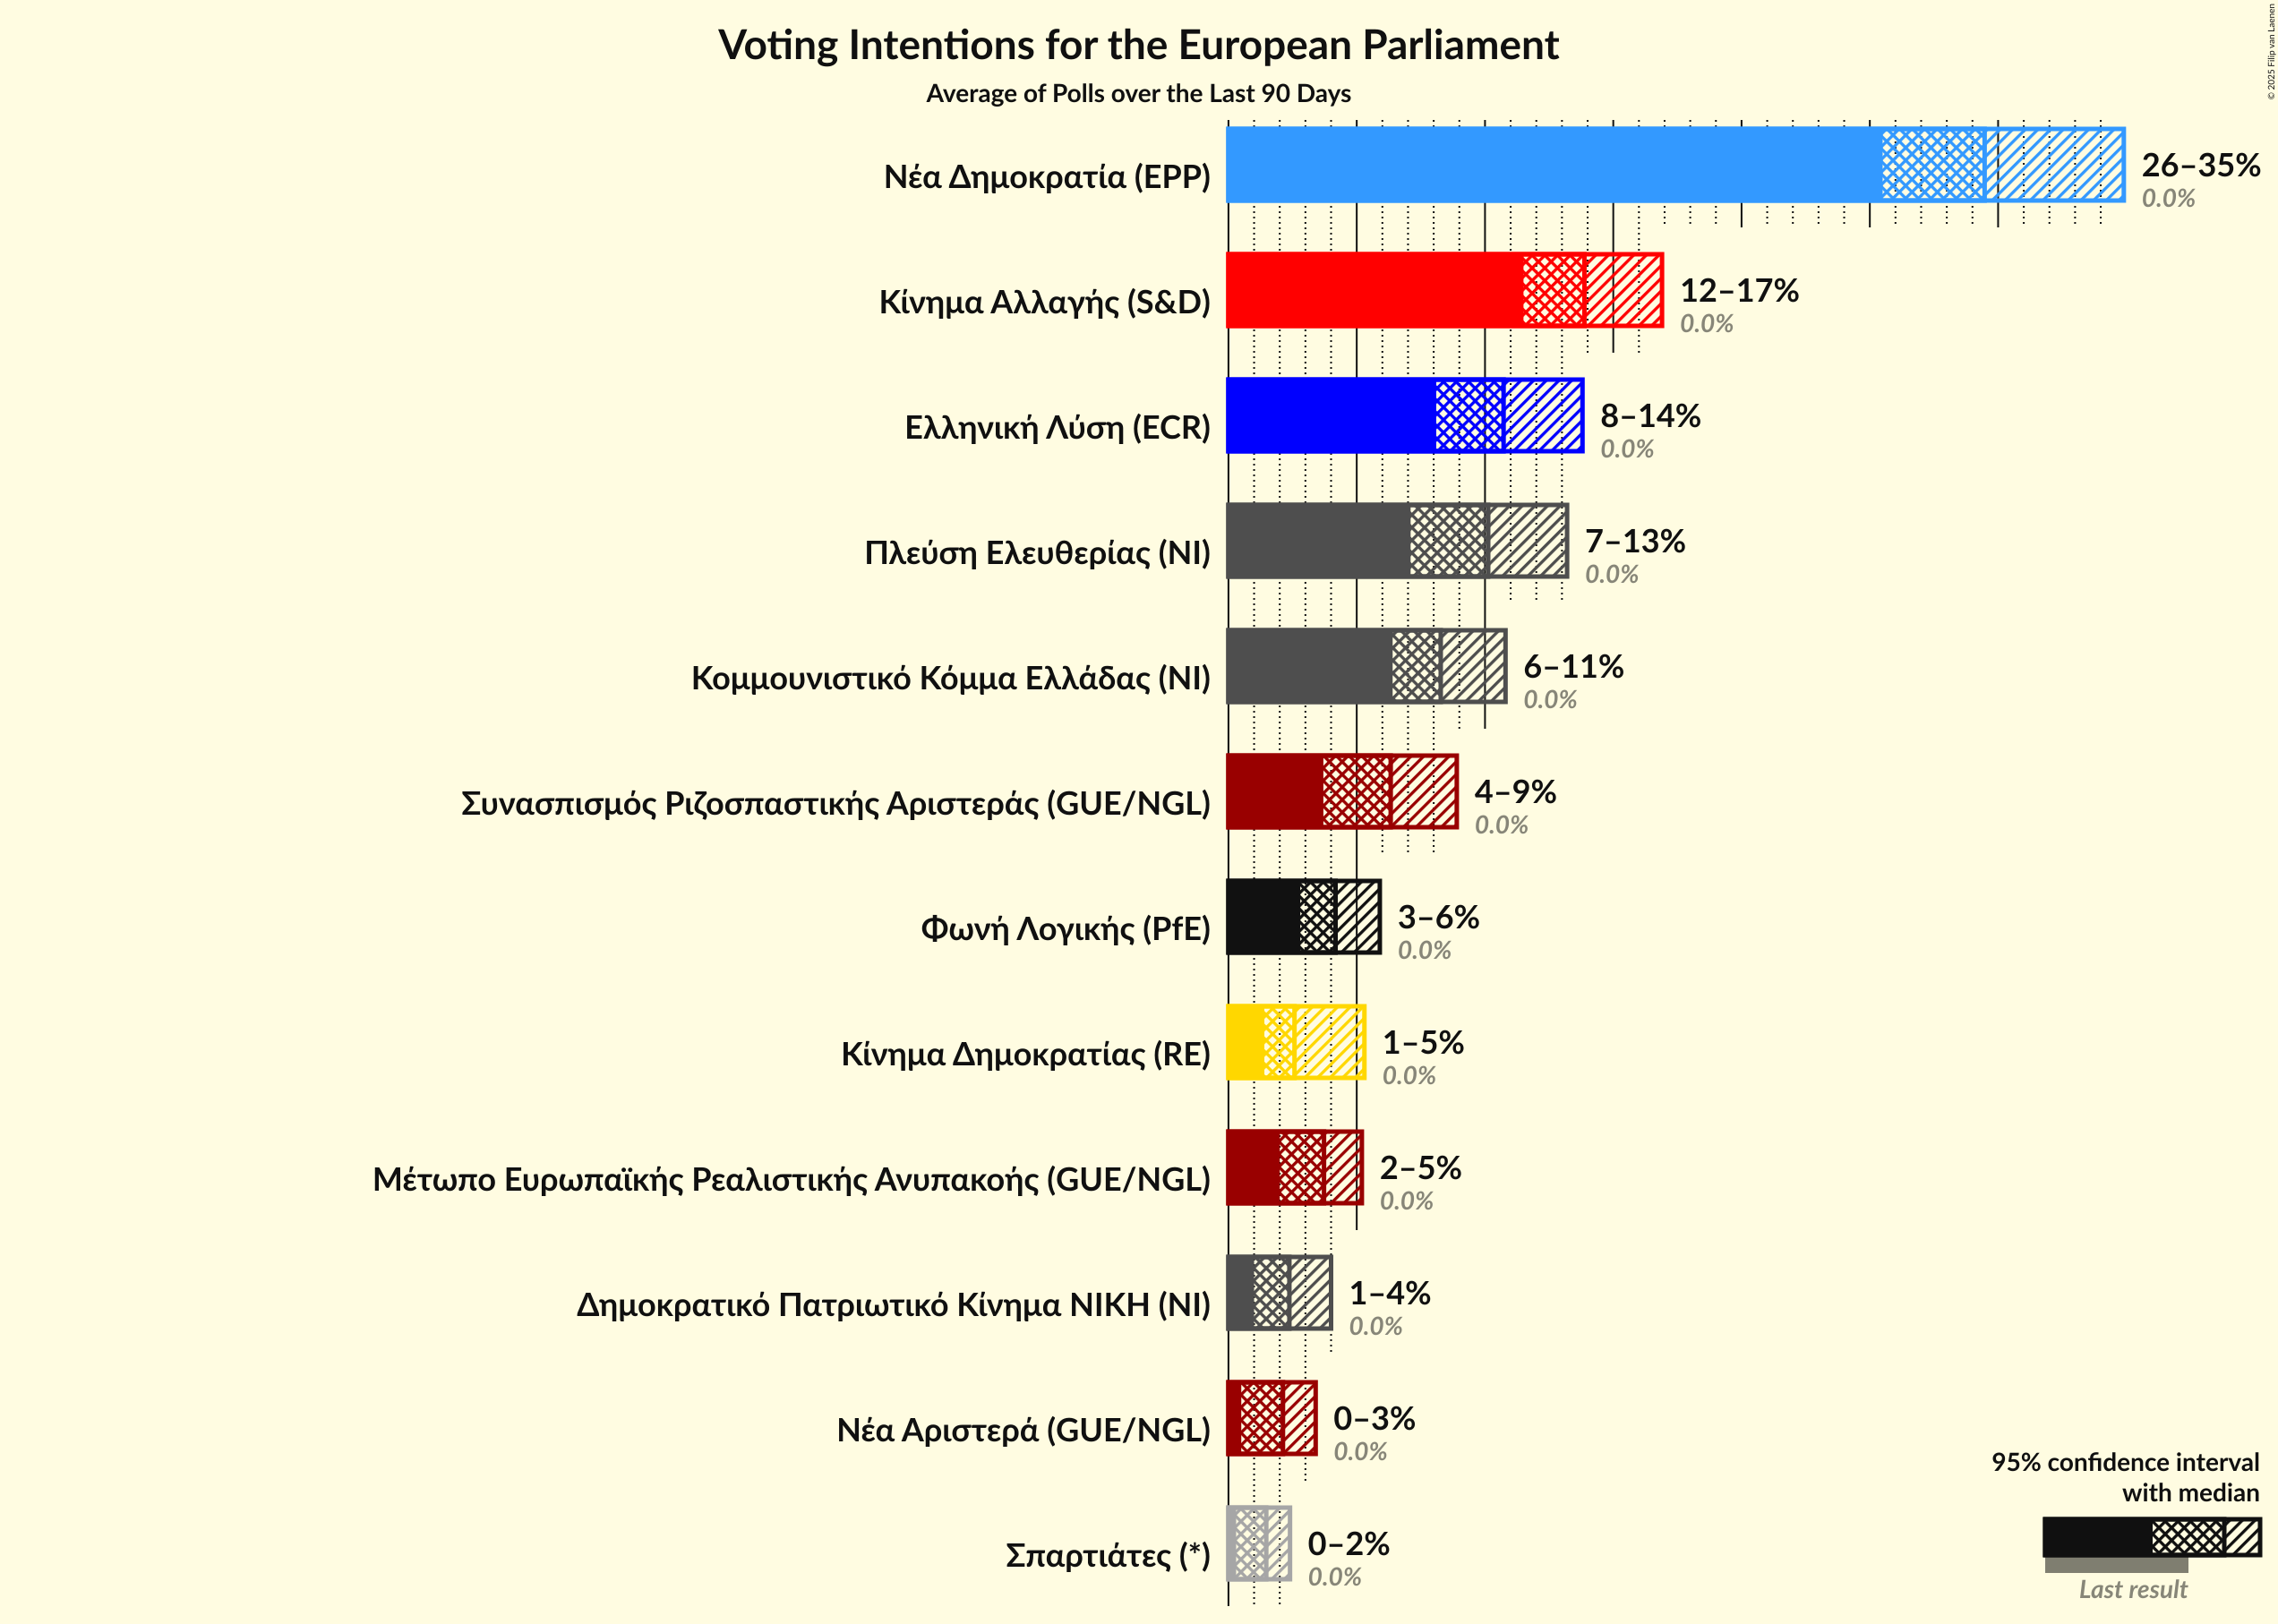 Voting Intentions for the European Parliament
Average of Polls over the Last 90 Days
© 2025 Filip van Laenen
Νέα Δημοκρατία (EPP)
26–35%
0.0%
Κίνημα Αλλαγής (S&D)
12–17%
0.0%
Ελληνική Λύση (ECR)
8–14%
0.0%
Πλεύση Ελευθερίας (NI)
7–13%
0.0%
Κομμουνιστικό Κόμμα Ελλάδας (NI)
6–11%
0.0%
Συνασπισμός Ριζοσπαστικής Αριστεράς (GUE/NGL)
4–9%
0.0%
Φωνή Λογικής (PfE)
3–6%
0.0%
Κίνημα Δημοκρατίας (RE)
1–5%
0.0%
Μέτωπο Ευρωπαϊκής Ρεαλιστικής Ανυπακοής (GUE/NGL)
2–5%
0.0%
Δημοκρατικό Πατριωτικό Κίνημα ΝΙΚΗ (NI)
1–4%
0.0%
Νέα Αριστερά (GUE/NGL)
0–3%
0.0%
Σπαρτιάτες (*)
0–2%
0.0%
95% confidence interval
with median
Last result